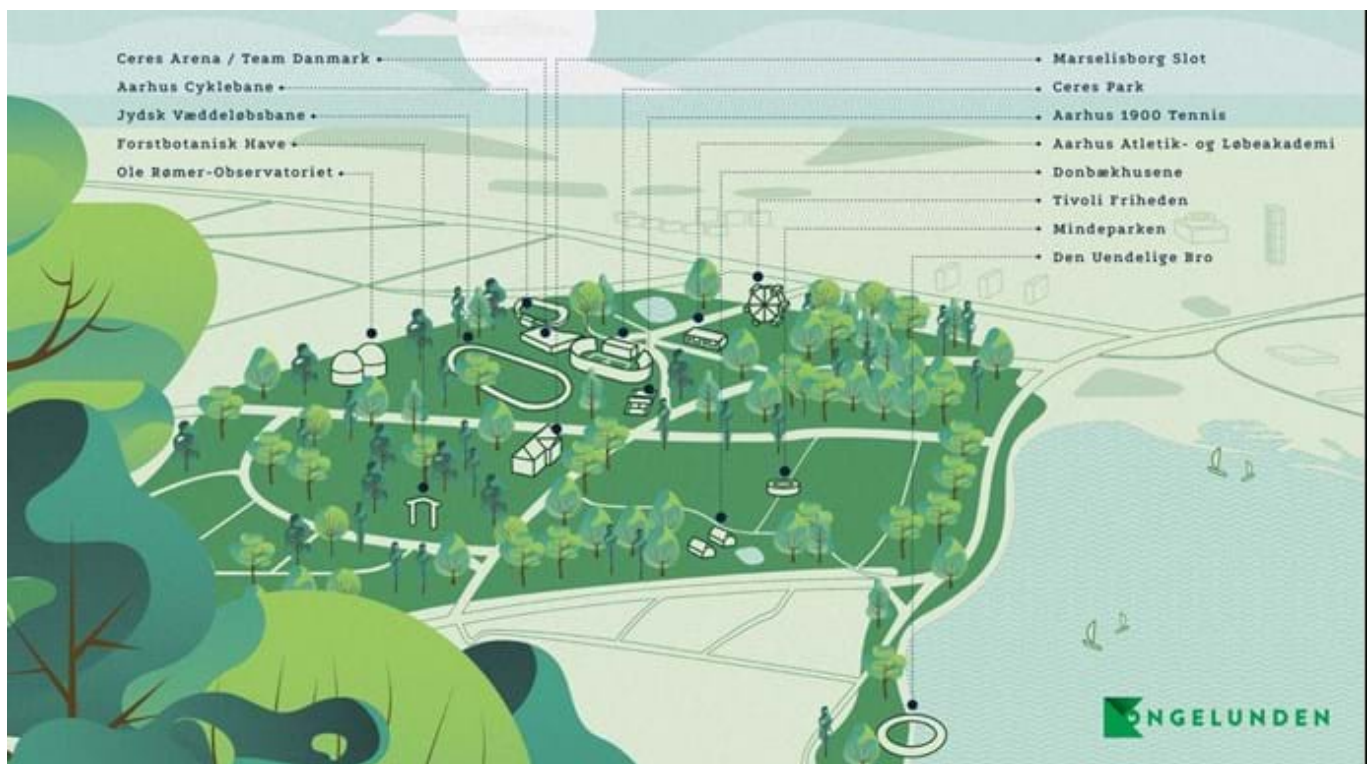 Ceres Arena / Team Danmark
Aarhus Cyklebane
Jydsk Væddeløbsbane
Forstbotanisk Have
Ole Rømer-Observatoriet
Marselisborg Slot
Ceres Park
Aarhus 1900 Tennis
Aarhus Atletik- og Løbeakademi
Donbækhusene
Tivoli Friheden
Mindeparken
Den Uendelige Bro
KONGELUNDEN